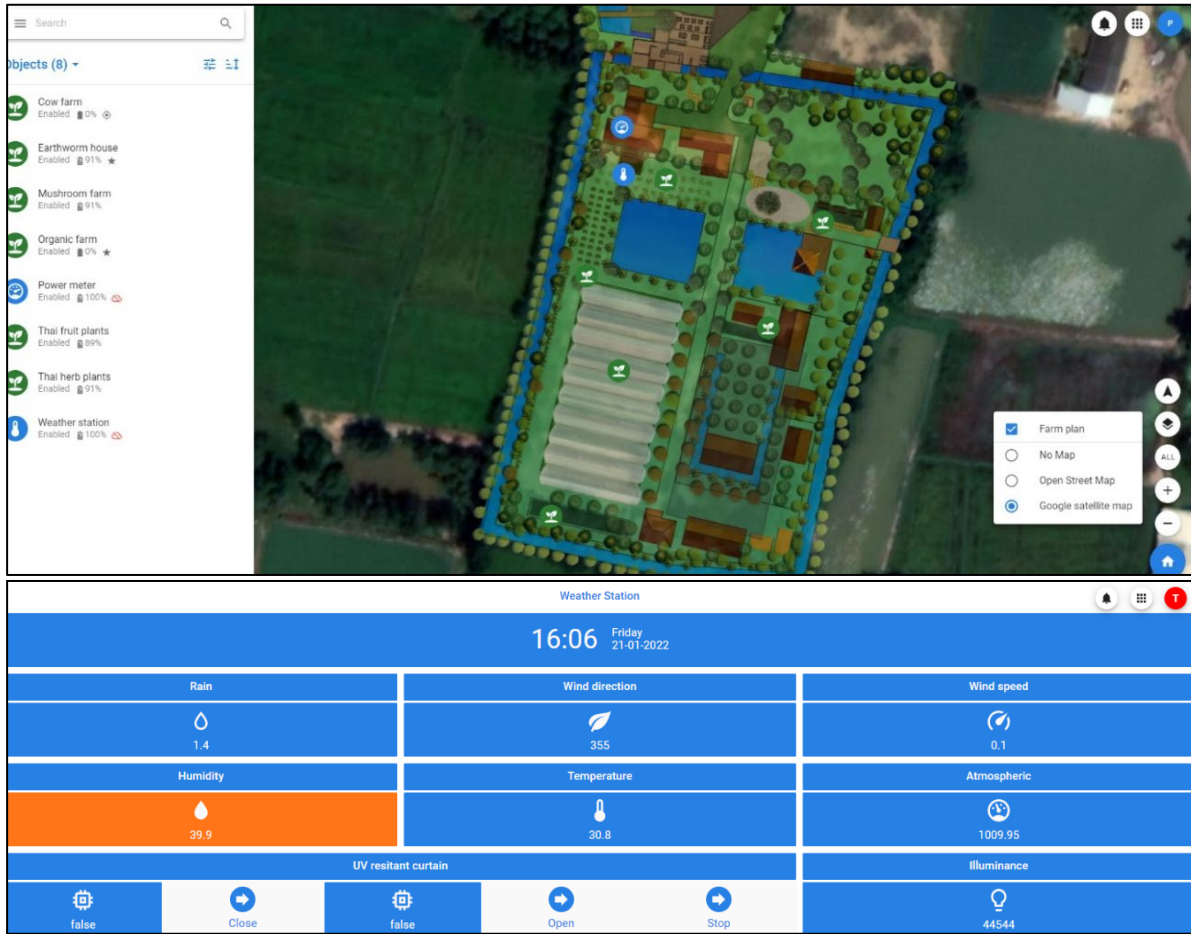 Search
Objects (8)
Cow farm
Enabled 0%
Earthworm house
Enabled 91%
Mushroom farm
Enabled 91%
Organic farm
Enabled 0%
Power meter
Enabled 100%
Thai fruit plants
Enabled 89%
Thai herb plants
Enabled 91%
Weather station
Enabled 100%
P
Farm plan
No Map
Open Street Map
Google satellite map
ALL
Weather Station
T
16:06 Friday
21-01-2022
Rain
1.4
Wind direction
355
Wind speed
0.1
Humidity
39.9
Temperature
30.8
Atmospheric
1009.95
UV resitant curtain
false
Close
false
Open
Stop
Illuminance
44544